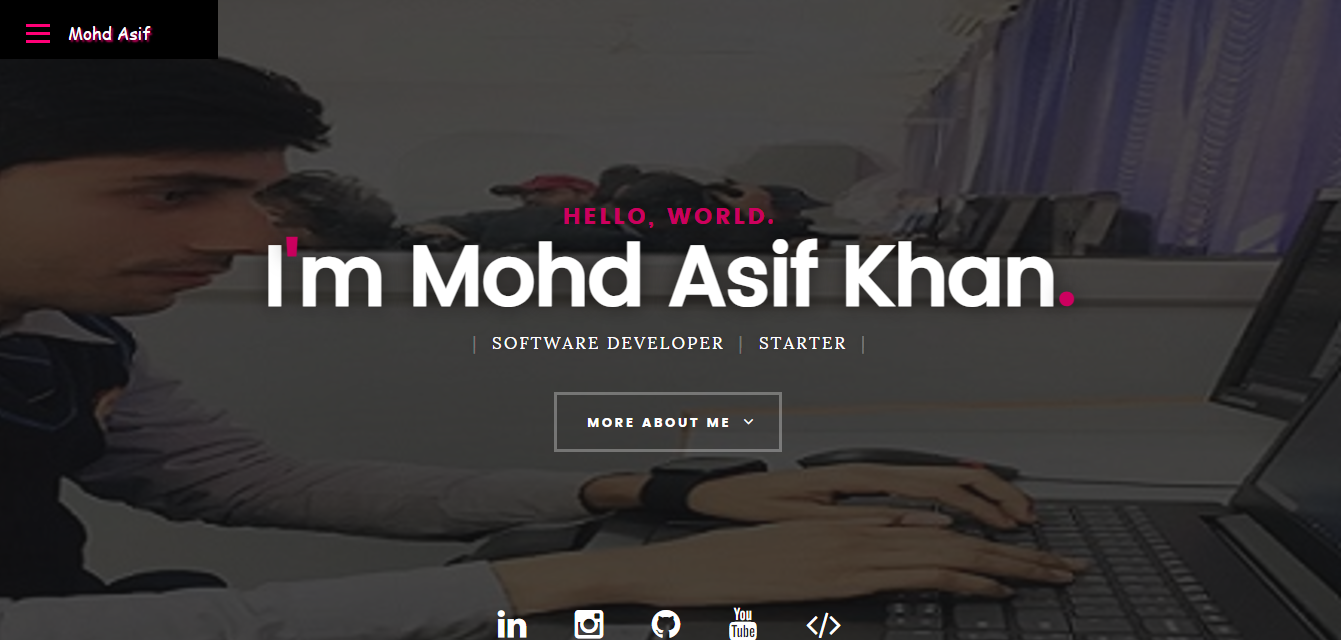 Mohd Asif
HELLO, WORLD.
I'm Mohd Asif Khan.
| SOFTWARE DEVELOPER | STARTER |
MORE ABOUT ME
in
You
Tube
</>